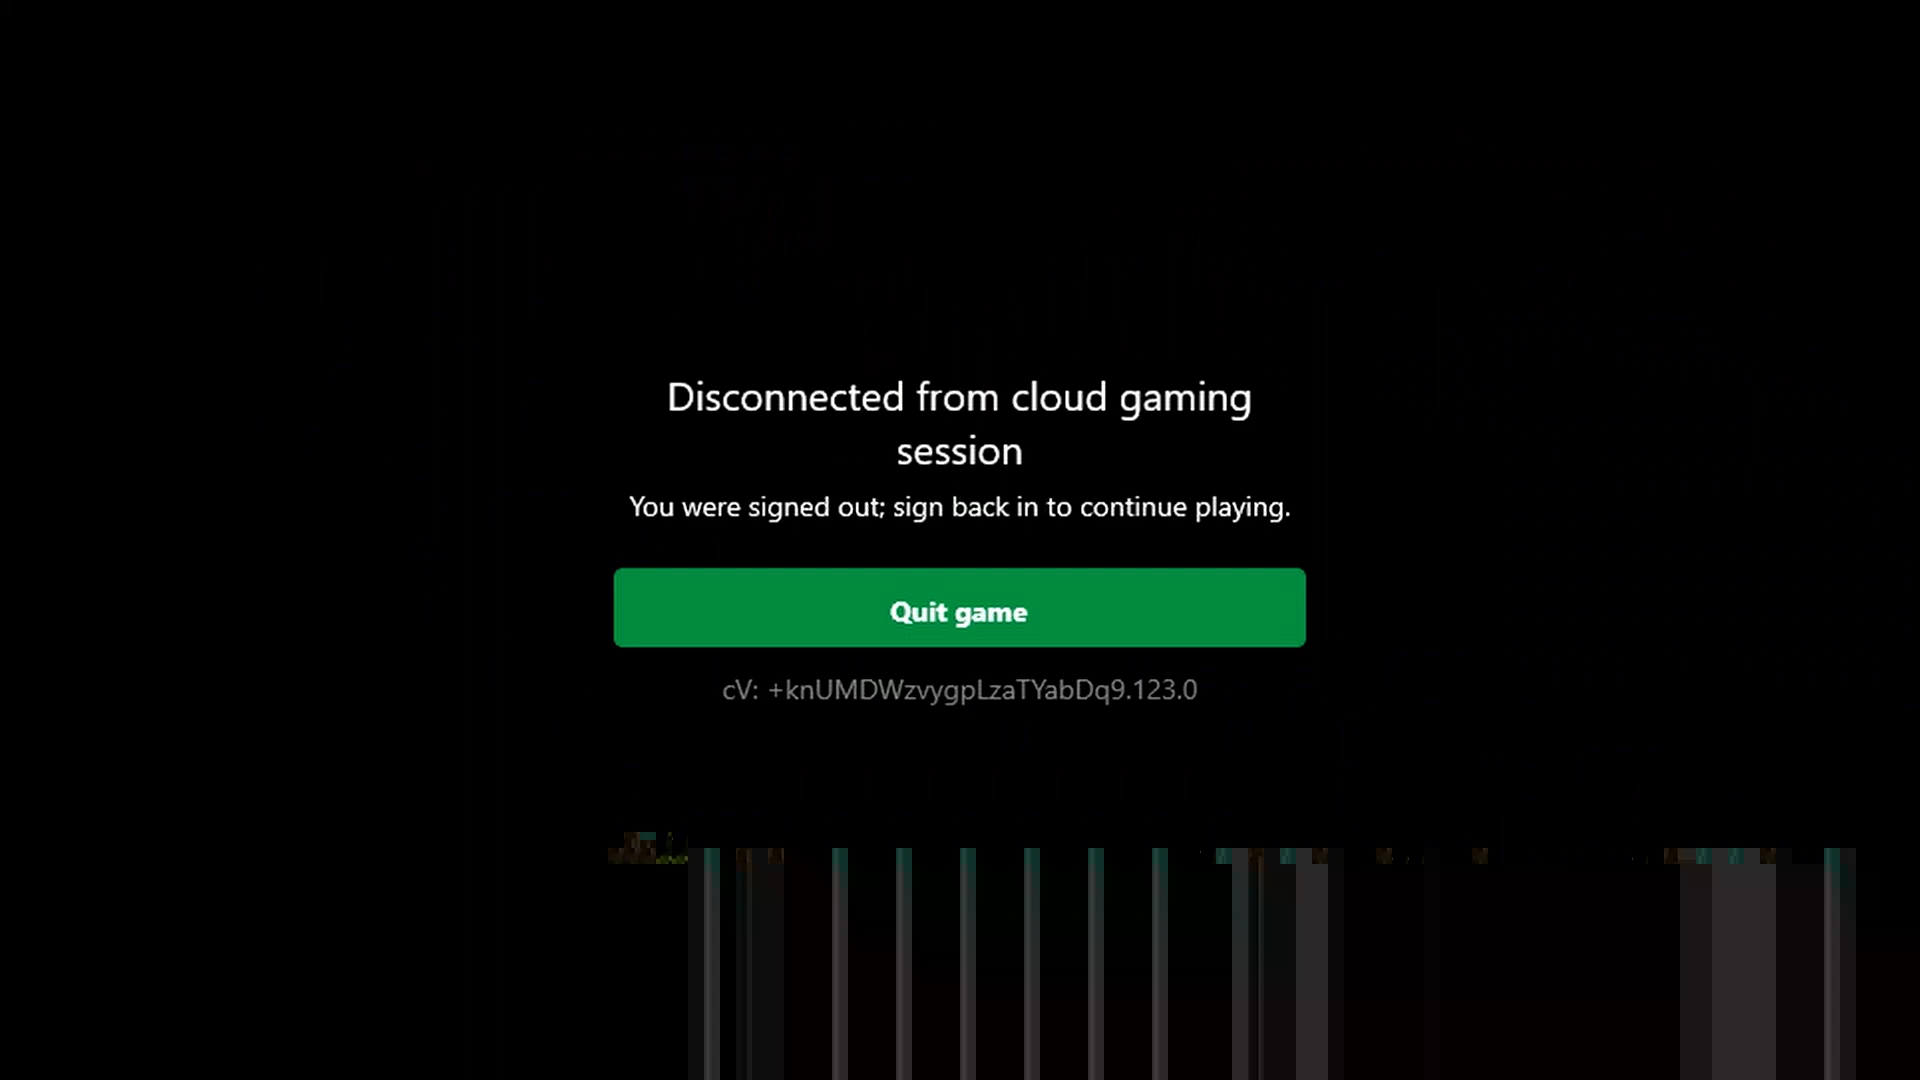 Disconnected from cloud gaming
session
You were signed out; sign back in to continue playing.
Quit game
cV: +knUMDWzvygpLzaTYabDq9.123.0